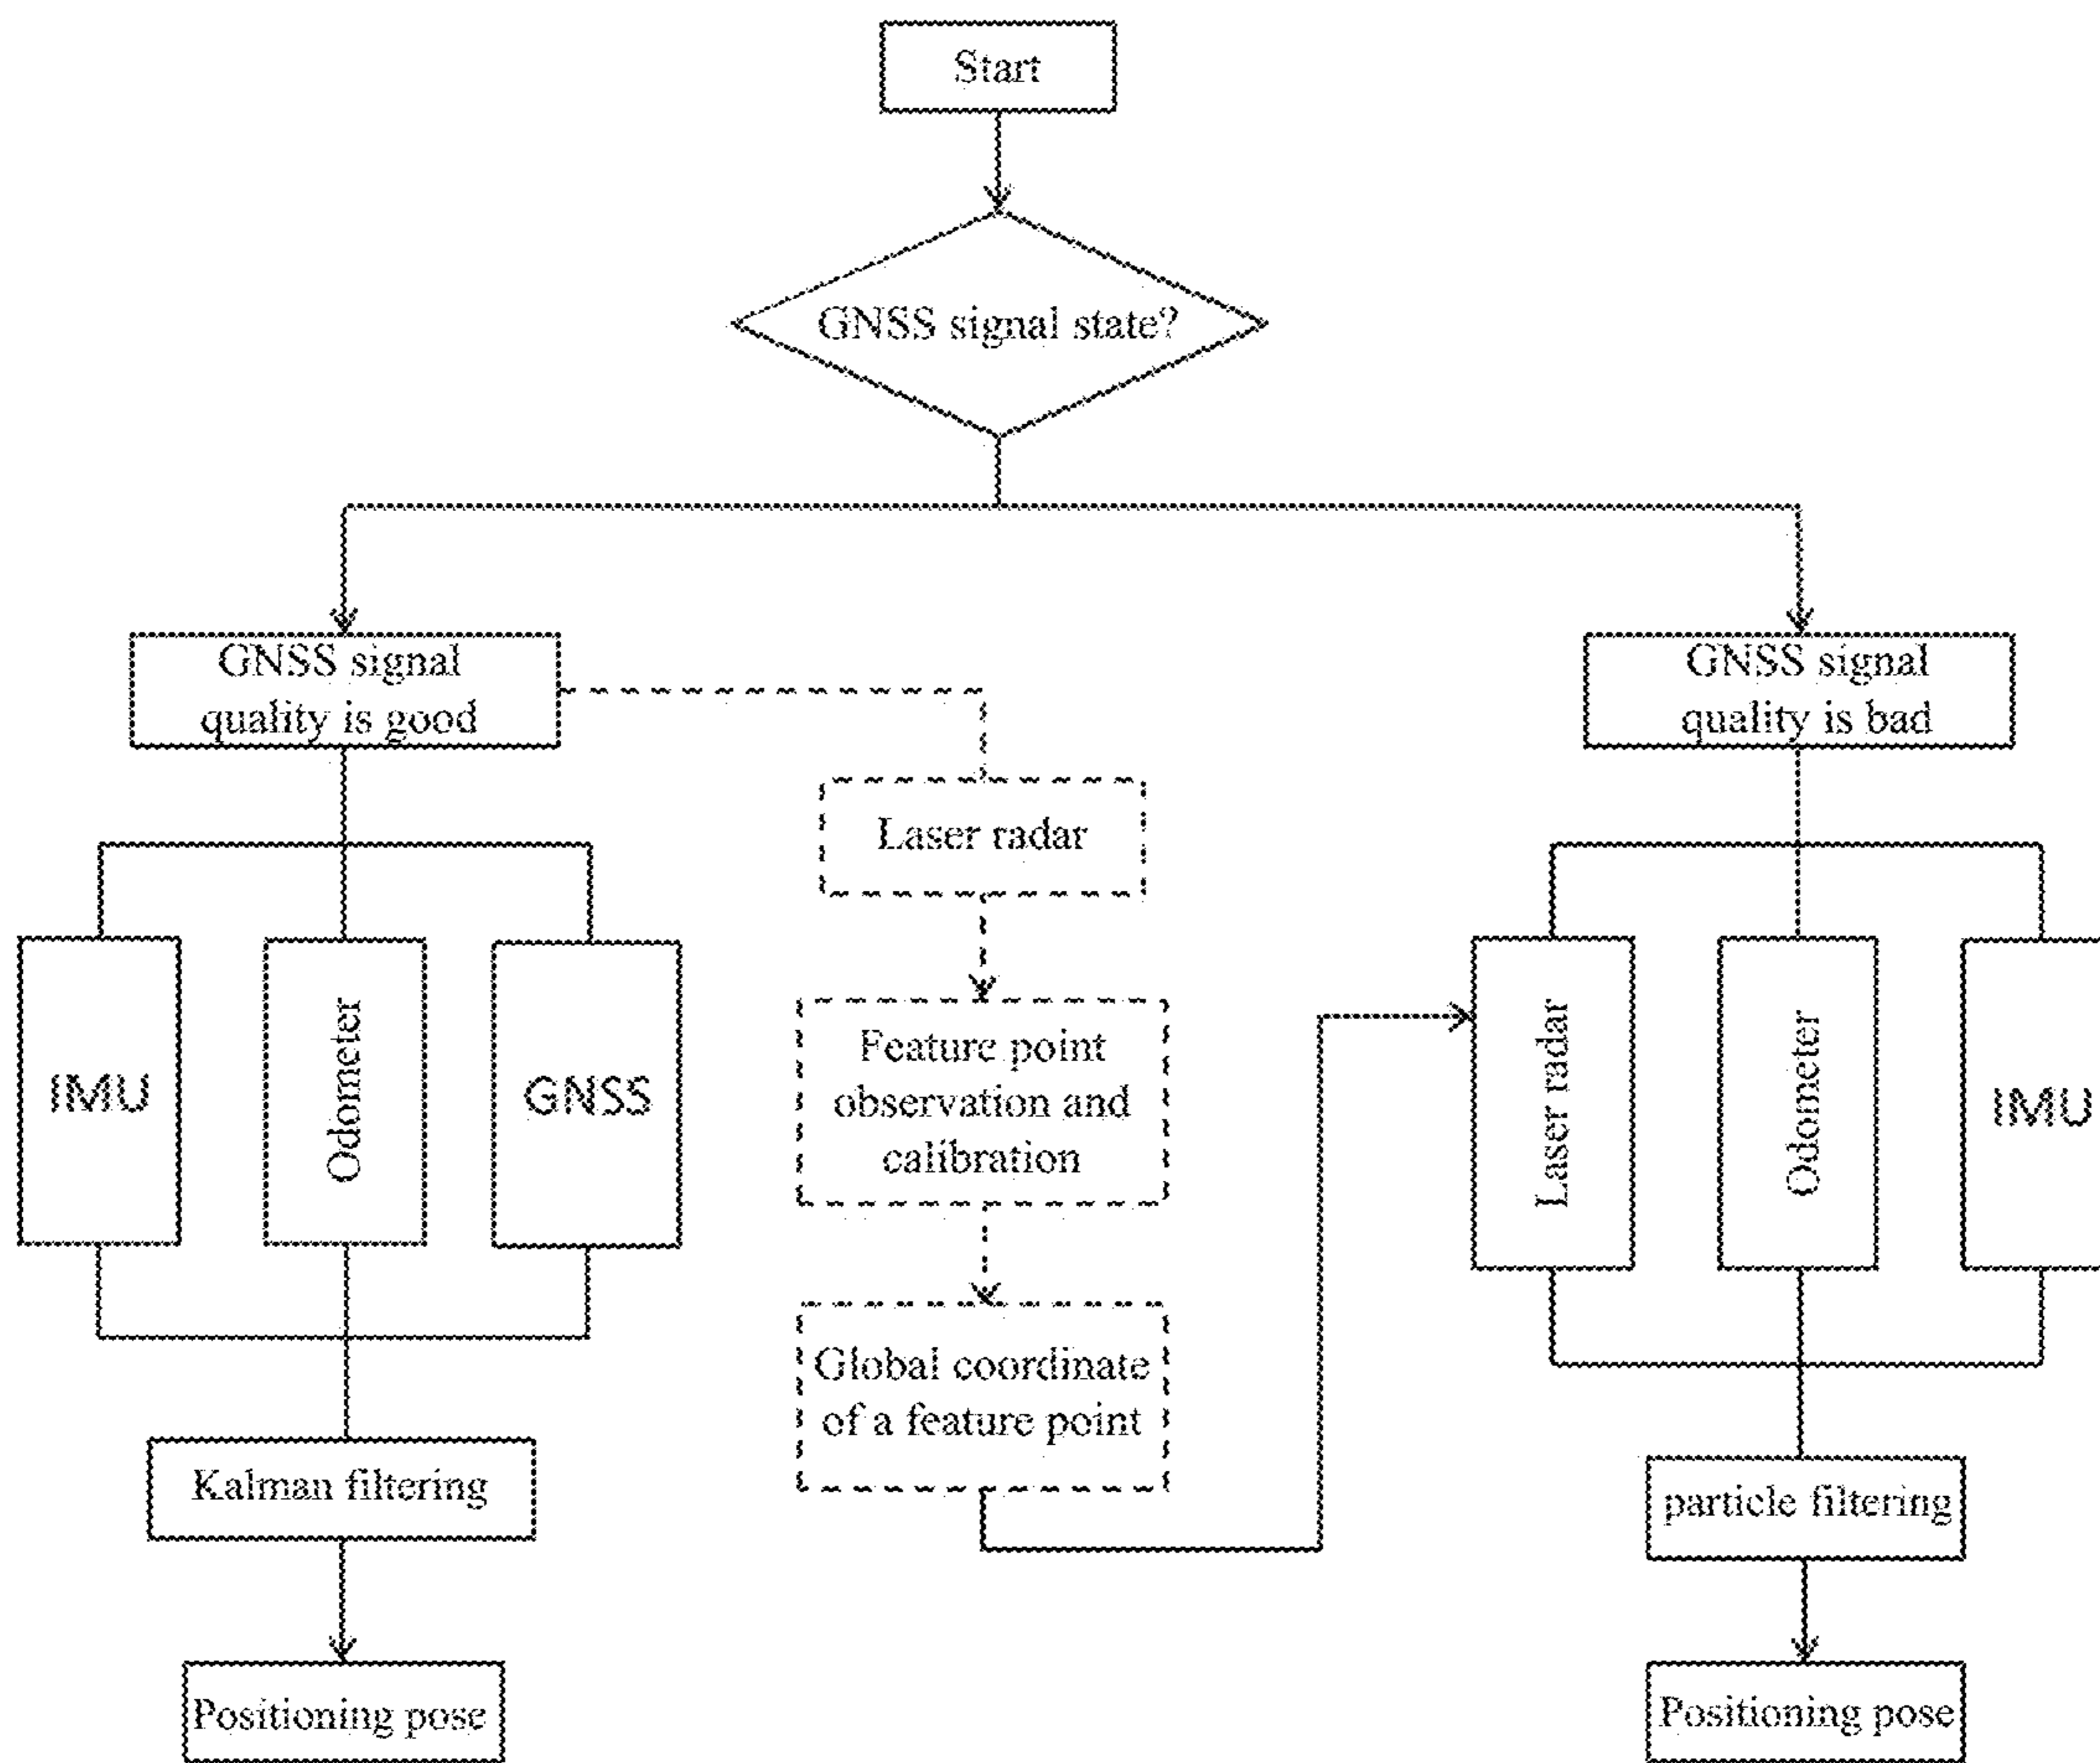 Start
GNSS signal state?
GNSS signal
quality is good
GNSS signal
quality is bad
Laser radar
IMU
Odometer
GNSS
Feature point
observation and
calibration
Laser radar
Odometer
IMU
Global coordinate
of a feature point
Kalman filtering
particle filtering
Positioning pose
Positioning pose